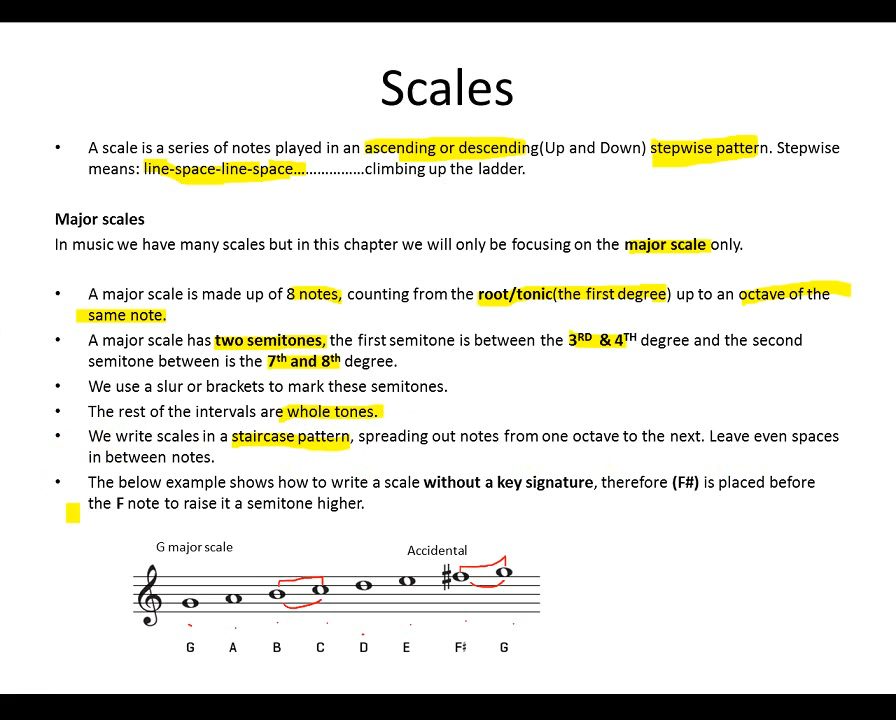 Scales
• A scale is a series of notes played in an ascending or descending(Up and Down) stepwise pattern. Stepwise
means: line-space-line-space………………climbing up the ladder.
Major scales
In music we have many scales but in this chapter we will only be focusing on the major scale only.
• A major scale is made up of 8 notes, counting from the root/tonic(the first degree) up to an octave of the
same note.
• A major scale has two semitones, the first semitone is between the 3RD & 4TH degree and the second
semitone between is the 7th and 8th degree.
• We use a slur or brackets to mark these semitones.
• The rest of the intervals are whole tones.
• We write scales in a staircase pattern, spreading out notes from one octave to the next. Leave even spaces
in between notes.
• The below example shows how to write a scale without a key signature, therefore (F#) is placed before
the F note to raise it a semitone higher.
G major scale Accidental
G A B C D E F♯ G